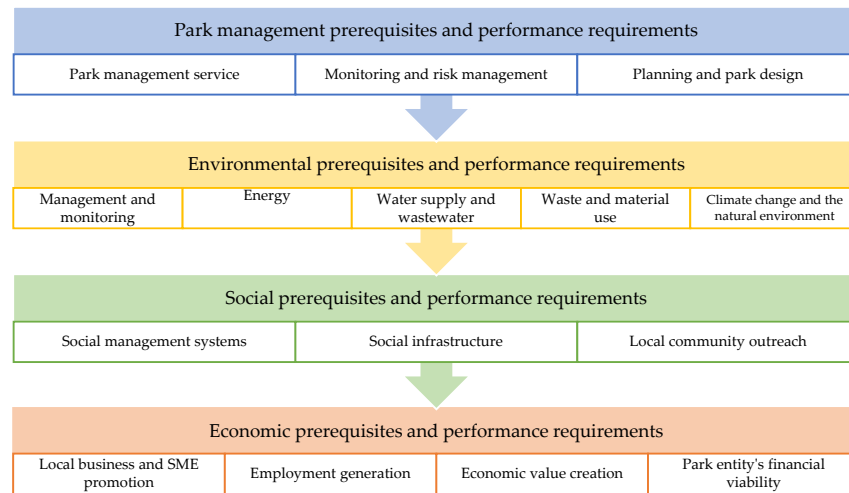 Park management prerequisites and performance requirements
Park management service
Monitoring and risk management
Planning and park design
Environmental prerequisites and performance requirements
Management and
monitoring
Energy
Water supply and
wastewater
Waste and material
use
Climate change and the
natural environment
Social prerequisites and performance requirements
Social management systems
Social infrastructure
Local community outreach
Economic prerequisites and performance requirements
Local business and SME
promotion
Employment generation
Economic value creation
Park entity's financial
viability